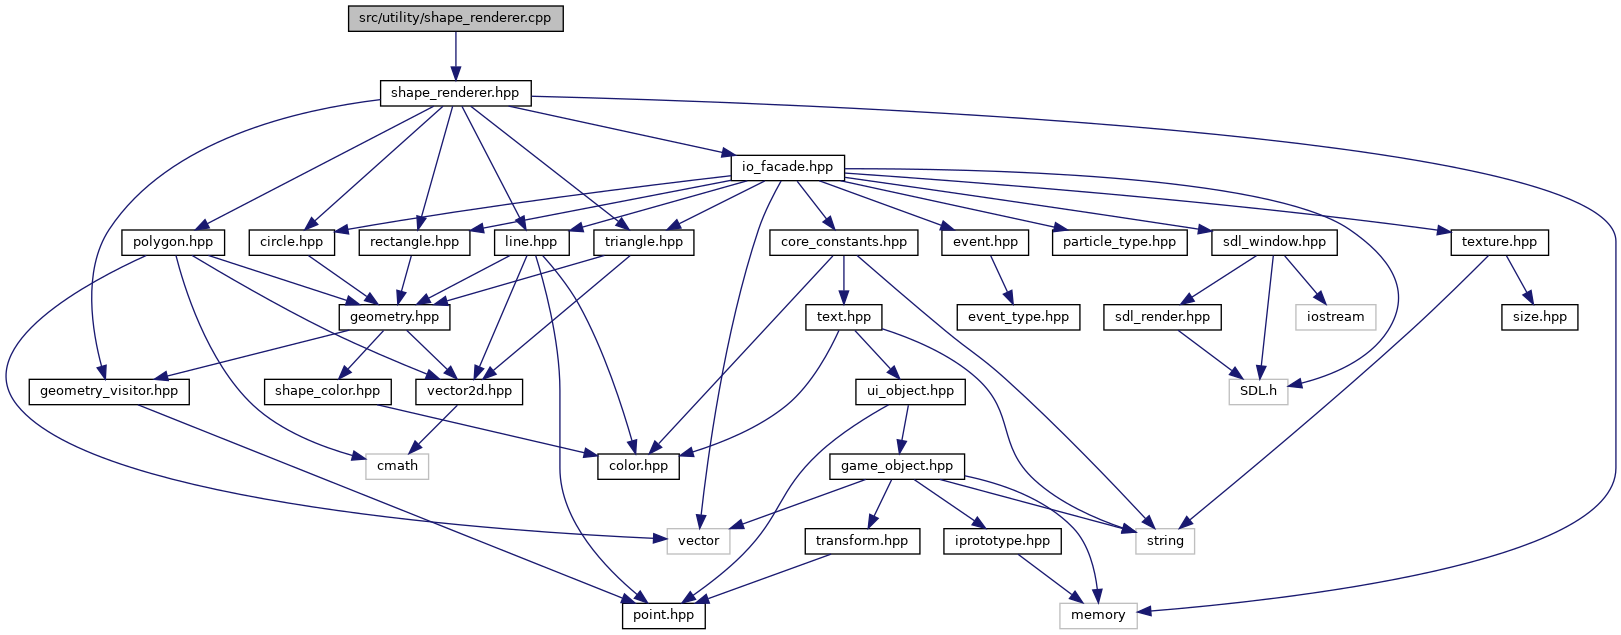 src/utility/shape_renderer.cpp
shape_renderer.hpp
io_facade.hpp
polygon.hpp
circle.hpp
rectangle.hpp
line.hpp
triangle.hpp
core_constants.hpp
event.hpp
particle_type.hpp
sdl_window.hpp
texture.hpp
geometry.hpp
text.hpp
event_type.hpp
sdl_render.hpp
iostream
size.hpp
geometry_visitor.hpp
shape_color.hpp
vector2d.hpp
ui_object.hpp
SDL.h
cmath
color.hpp
game_object.hpp
vector
transform.hpp
iprototype.hpp
string
point.hpp
memory